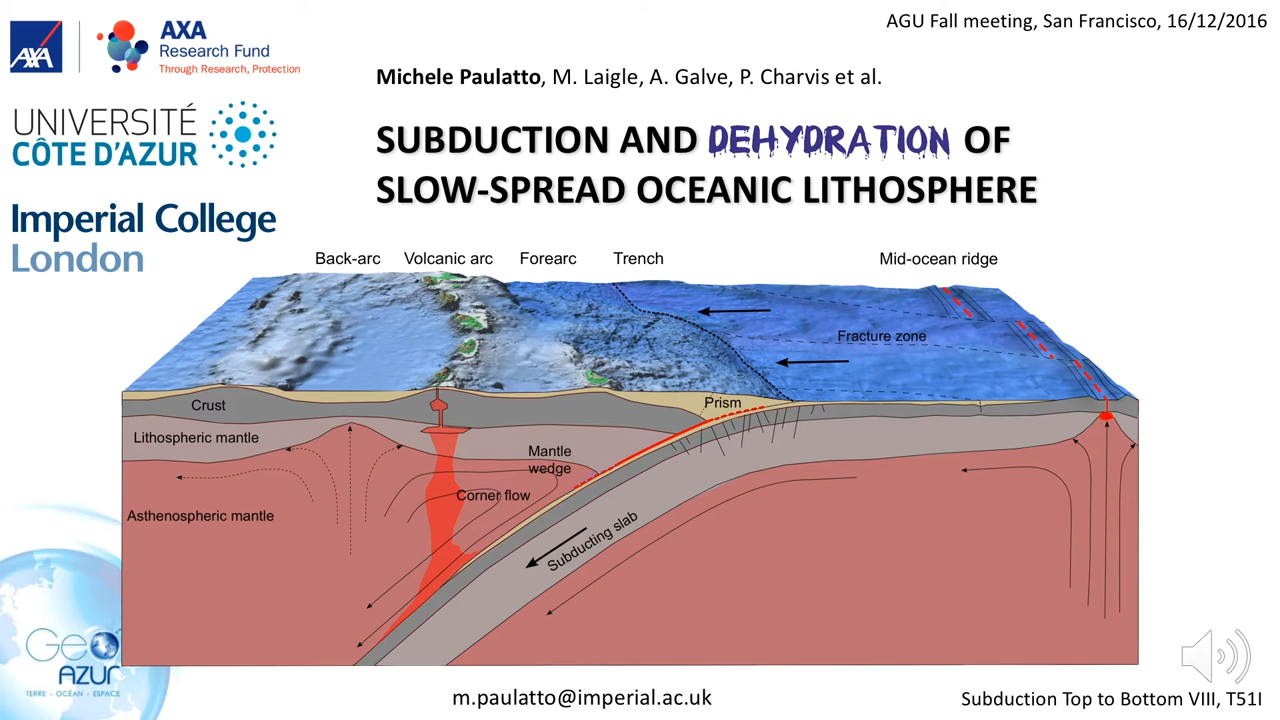 AGU Fall meeting, San Francisco, 16/12/2016
AXA
AXA
Research Fund
Through Research, Protection
Michele Paulatto, M. Laigle, A. Galve, P. Charvis et al.
UNIVERSITÉ
CÔTE D'AZUR
SUBDUCTION AND DEHYDRATION OF
SLOW-SPREAD OCEANIC LITHOSPHERE
Imperial College
London
Back-arc Volcanic arc Forearc Trench Mid-ocean ridge
Fracture zone
Crust
Prism
Lithospheric mantle
Mantle
wedge
Corner flow
Asthenospheric mantle
Subducting slab
Geo
AZUR
TERRE - OCÉAN - ESPACE
m.paulatto@imperial.ac.uk
Subduction Top to Bottom VIII, T51I